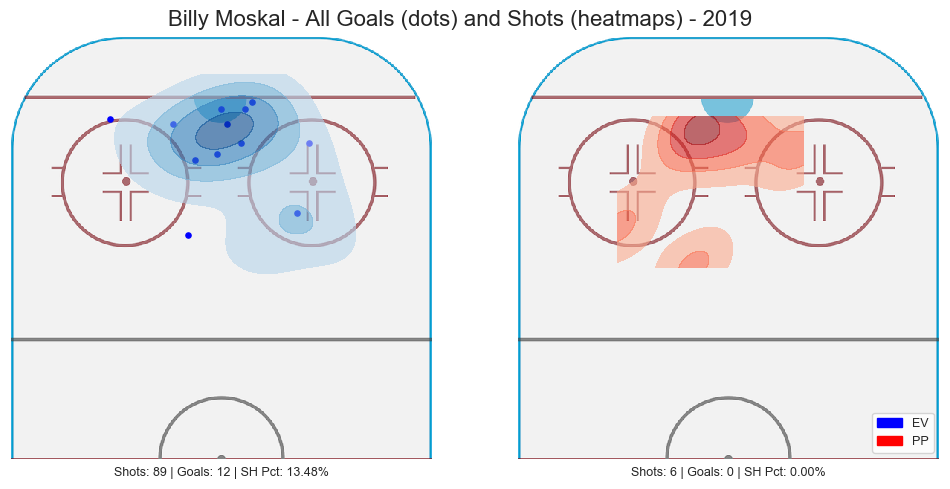 Billy Moskal - All Goals (dots) and Shots (heatmaps) - 2019
EV
PP
Shots: 89 | Goals: 12 | SH Pct: 13.48%
Shots: 6 | Goals: 0 | SH Pct: 0.00%